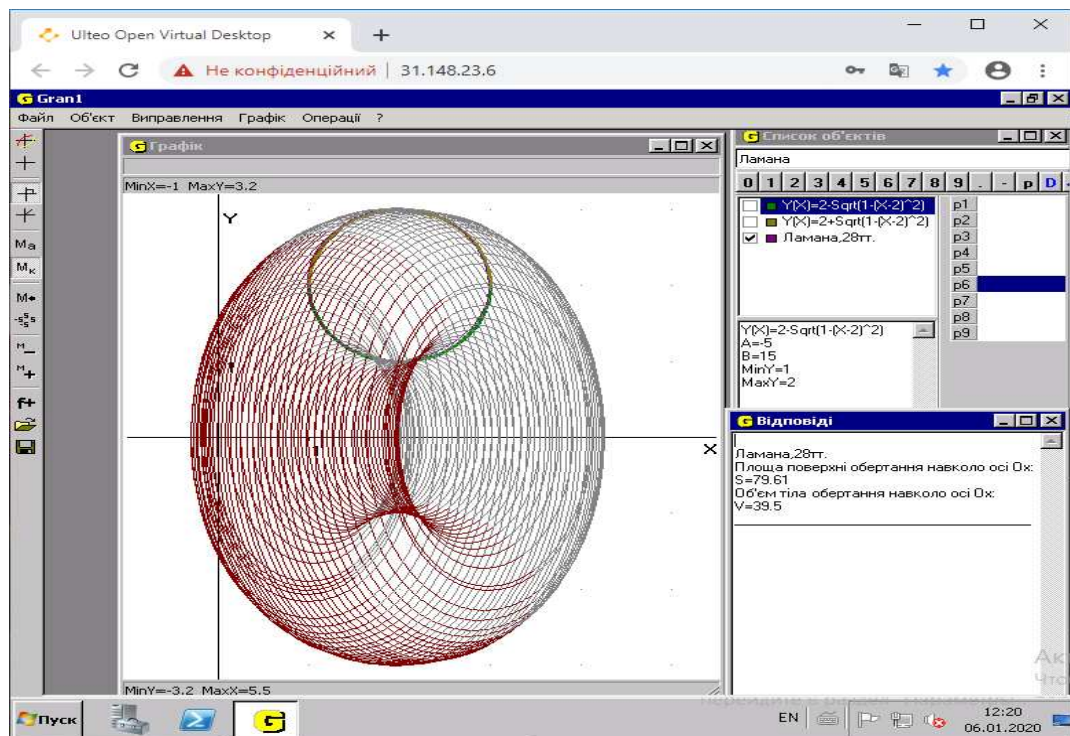 Ulteo Open Virtual Desktop
Не конфіденційний | 31.148.23.6
Gran1
Файл Об'єкт Виправлення Графік Операції ?
Графік
MinX=-1 MaxY=3.2
Y
X
MinY=-3.2 MaxX=5.5
Ma
Мк
M
-s s s
M
M
f+
Список об'єктів
Ламана
0 1 2 3 4 5 6 7 8 9 . - p D
Y(X)=2-Sqrt(1-(X-2)^2)
Y(X)=2+Sqrt(1-(X-2)^2)
Ламана,28тт.
p1
p2
p3
p4
p5
p6
p7
p8
p9
Y(X)=2-Sqrt(1-(X-2)^2)
A=-5
B=15
MinY=1
MaxY=2
Відповіді
Ламана,28тт.
Площа поверхні обертання навколо осі Ox:
S=79.61
Об'єм тіла обертання навколо осі Ox:
V=39.5
Пуск
EN
12:20
06.01.2020